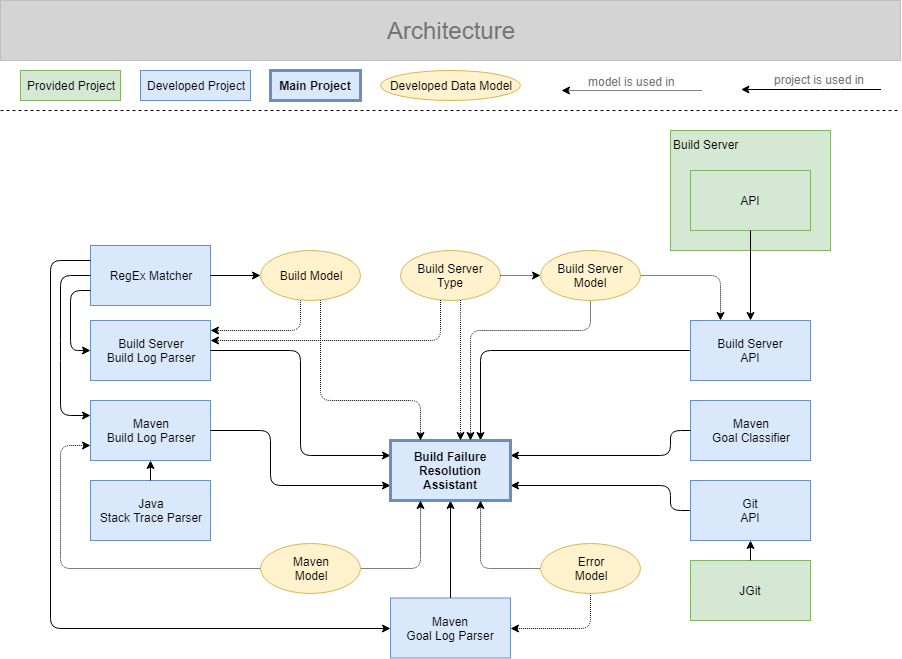 Architecture
Provided Project
Developed Project
Main Project
Developed Data Model
model is used in
project is used in
Build Server
API
RegEx Matcher
Build Model
Build Server
Type
Build Server
Model
Build Server
Build Log Parser
Build Server
API
Maven
Build Log Parser
Maven
Goal Classifier
Build Failure
Resolution
Assistant
Java
Stack Trace Parser
Git
API
Maven
Model
Error
Model
JGit
Maven
Goal Log Parser